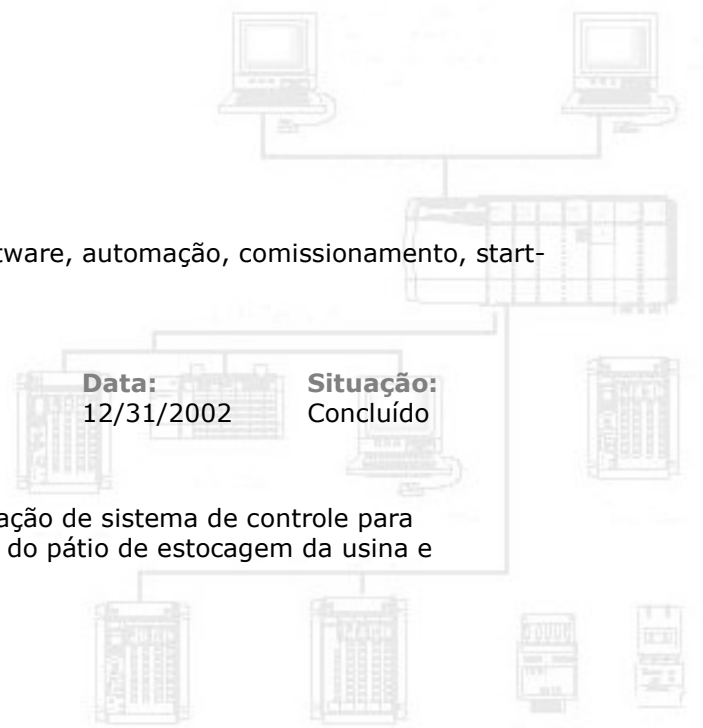 tware, automação, comissionamento, start-
Data: Situação:
12/31/2002 Concluído
ação de sistema de controle para
do pátio de estocagem da usina e